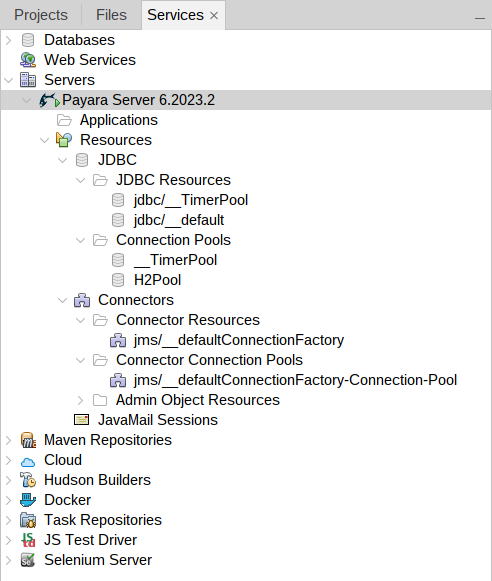 Projects Files Services
Databases
Web Services
Servers
Payara Server 6.2023.2
Applications
Resources
JDBC
JDBC Resources
jdbc/__TimerPool
jdbc/__default
Connection Pools
__TimerPool
H2Pool
Connectors
Connector Resources
jms/__defaultConnectionFactory
Connector Connection Pools
jms/__defaultConnectionFactory-Connection-Pool
Admin Object Resources
JavaMail Sessions
Maven Repositories
Cloud
Hudson Builders
Docker
Task Repositories
JS Test Driver
Selenium Server